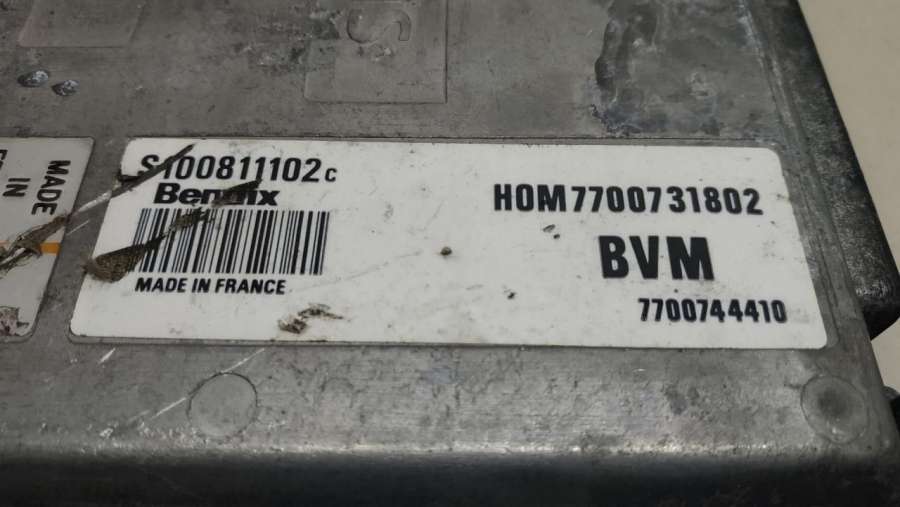 S100811102C
Bendix
MADE IN FRANCE
HOM7700731802
BVM
7700744410
MADE
IN